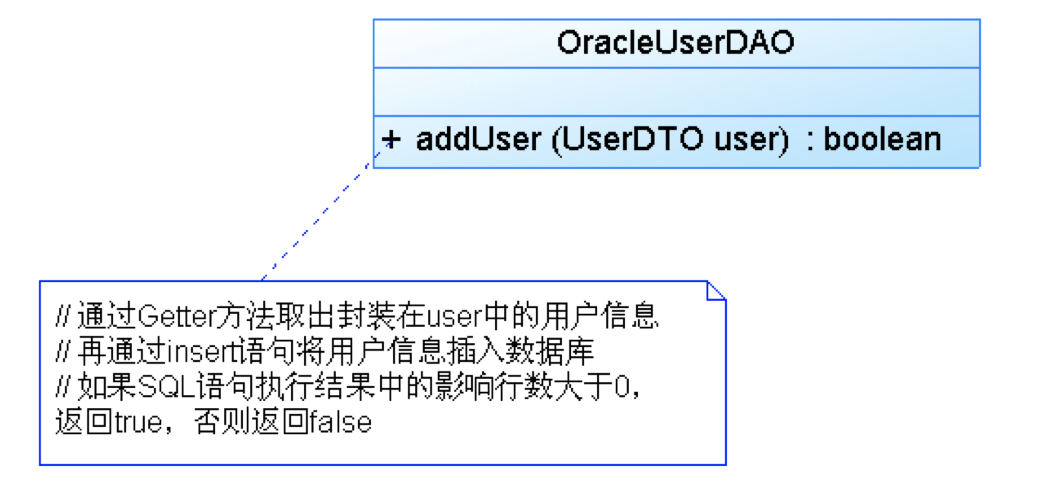 OracleUserDAO
+ addUser (UserDTO user) : boolean
//通过Getter方法取出封装在user中的用户信息
//再通过insert语句将用户信息插入数据库
//如果SQL语句执行结果中的影响行数大于0，
返回true，否则返回false